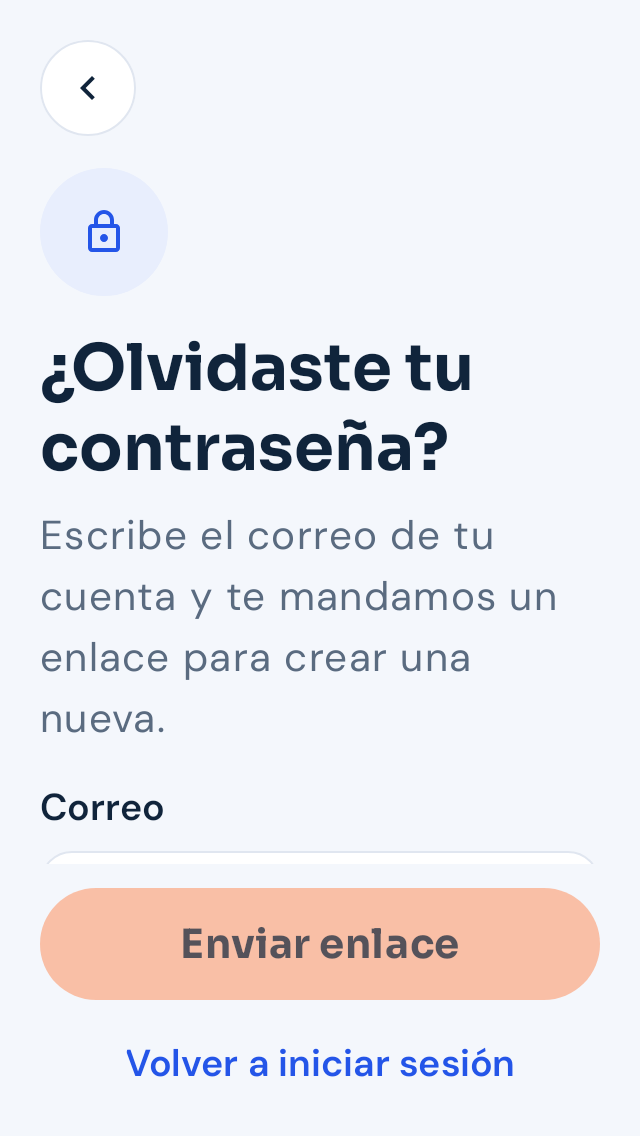 ¿Olvidaste tu
contraseña?
Escribe el correo de tu
cuenta y te mandamos un
enlace para crear una
nueva.
Correo
Enviar enlace
Volver a iniciar sesión